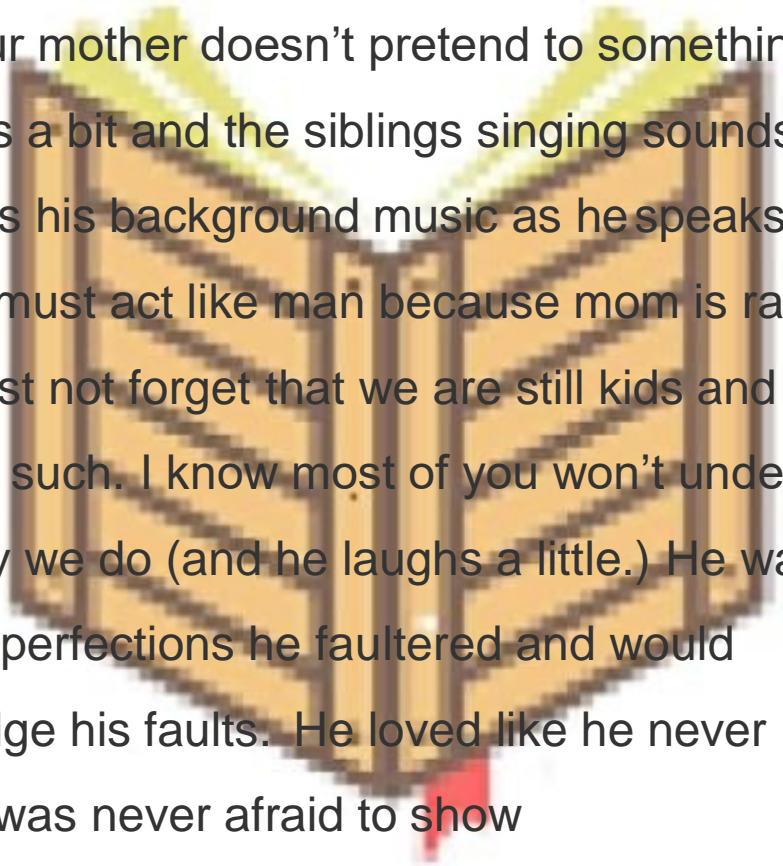 ur mother doesn’t pretend to somethin
s a bit and the siblings singing sounds
s his background music as he speaks
must act like man because mom is ra
st not forget that we are still kids and
such. I know most of you won’t unde
y we do (and he laughs a little.) He wa
perfections he faultered and would
lge his faults. He loved like he never
was never afraid to show